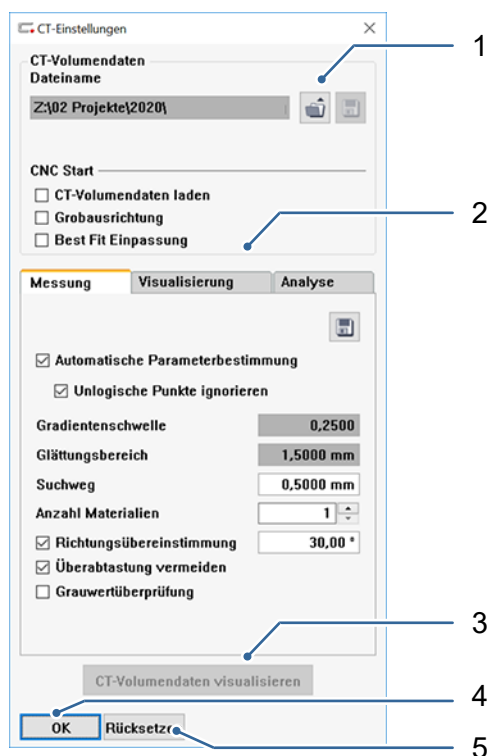 CT-Einstellungen
1
CT-Volumendaten
Dateiname
Z:\02 Projekte\2020\
CNC Start
CT-Volumendaten laden
Grobausrichtung
2
Best Fit Einpassung
Messung Visualisierung Analyse
Automatische Parameterbestimmung
Unlogische Punkte ignorieren
Gradientenschwelle 0,2500
Glättungsbereich 1,5000 mm
Suchweg 0,5000 mm
Anzahl Materialien 1
Richtungsübereinstimmung 30,00 °
Überabtastung vermeiden
Grauwertüberprüfung
3
CT-Volumendaten visualisieren
4
OK Rücksetze
5